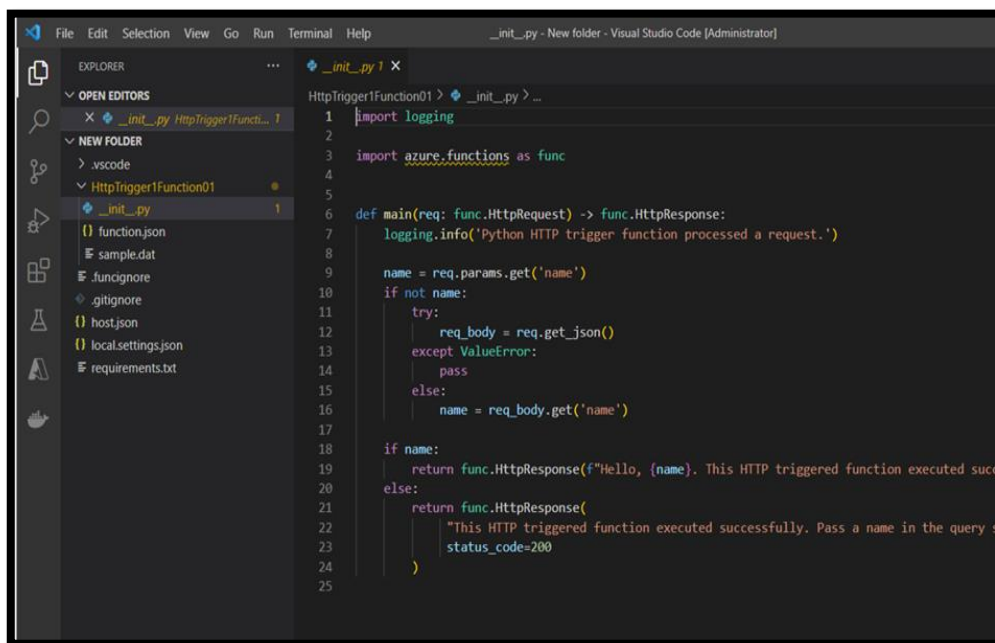 File Edit Selection View Go Run Terminal Help
__init__.py - New folder - Visual Studio Code [Administrator]
EXPLORER ···
OPEN EDITORS
__init__.py HttpTrigger1Functi... 1
NEW FOLDER
.vscode
HttpTrigger1Function01
__init__.py 1
{} function.json
sample.dat
.funcignore
.gitignore
{} host.json
{} local.settings.json
requirements.txt
__init__.py 1 ×
HttpTrigger1Function01 > __init__.py > ...
1 import logging
2
3 import azure.functions as func
4
5
6 def main(req: func.HttpRequest) -> func.HttpResponse:
7     logging.info('Python HTTP trigger function processed a request.')
8
9     name = req.params.get('name')
10     if not name:
11         try:
12             req_body = req.get_json()
13         except ValueError:
14             pass
15         else:
16             name = req_body.get('name')
17
18     if name:
19         return func.HttpResponse(f"Hello, {name}. This HTTP triggered function executed succ
20     else:
21         return func.HttpResponse(
22             "This HTTP triggered function executed successfully. Pass a name in the query s
23             status_code=200
24         )
25